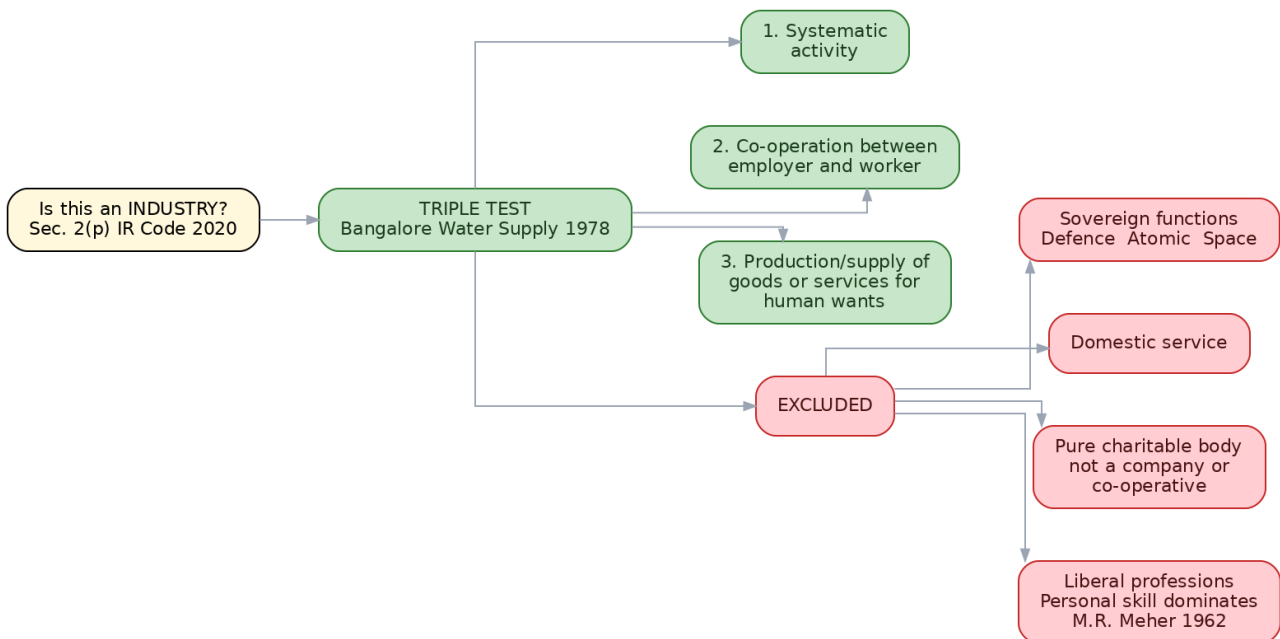 Is this an INDUSTRY?
Sec. 2(p) IR Code 2020
TRIPLE TEST
Bangalore Water Supply 1978
1. Systematic
activity
2. Co-operation between
employer and worker
3. Production/supply of
goods or services for
human wants
EXCLUDED
Sovereign functions
Defence  Atomic  Space
Domestic service
Pure charitable body
not a company or
co-operative
Liberal professions
Personal skill dominates
M.R. Meher 1962